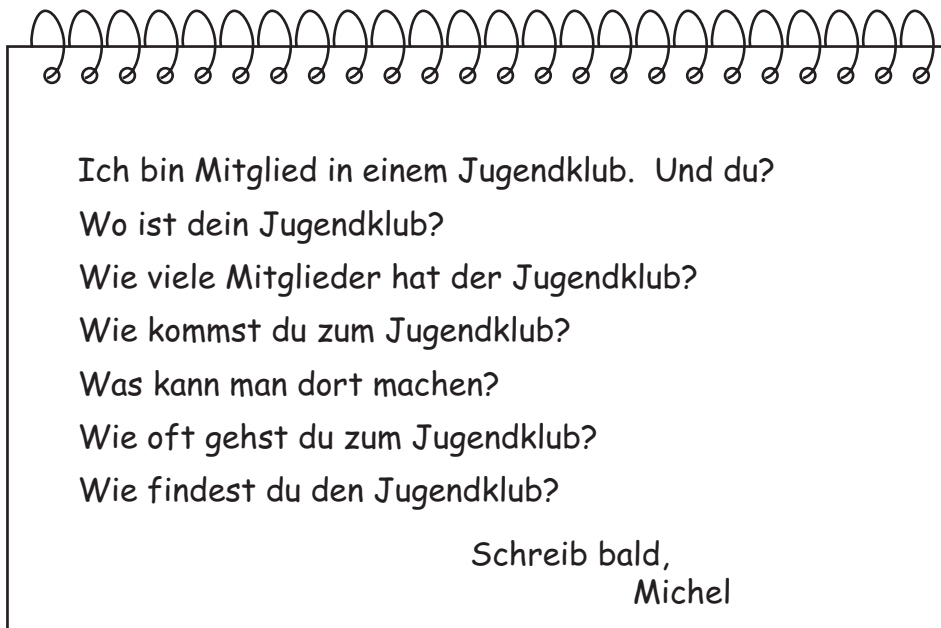 Ich bin Mitglied in einem Jugendklub.  Und du?
Wo ist dein Jugendklub?
Wie viele Mitglieder hat der Jugendklub?
Wie kommst du zum Jugendklub?
Was kann man dort machen?
Wie oft gehst du zum Jugendklub?
Wie findest du den Jugendklub?
Schreib bald,
Michel